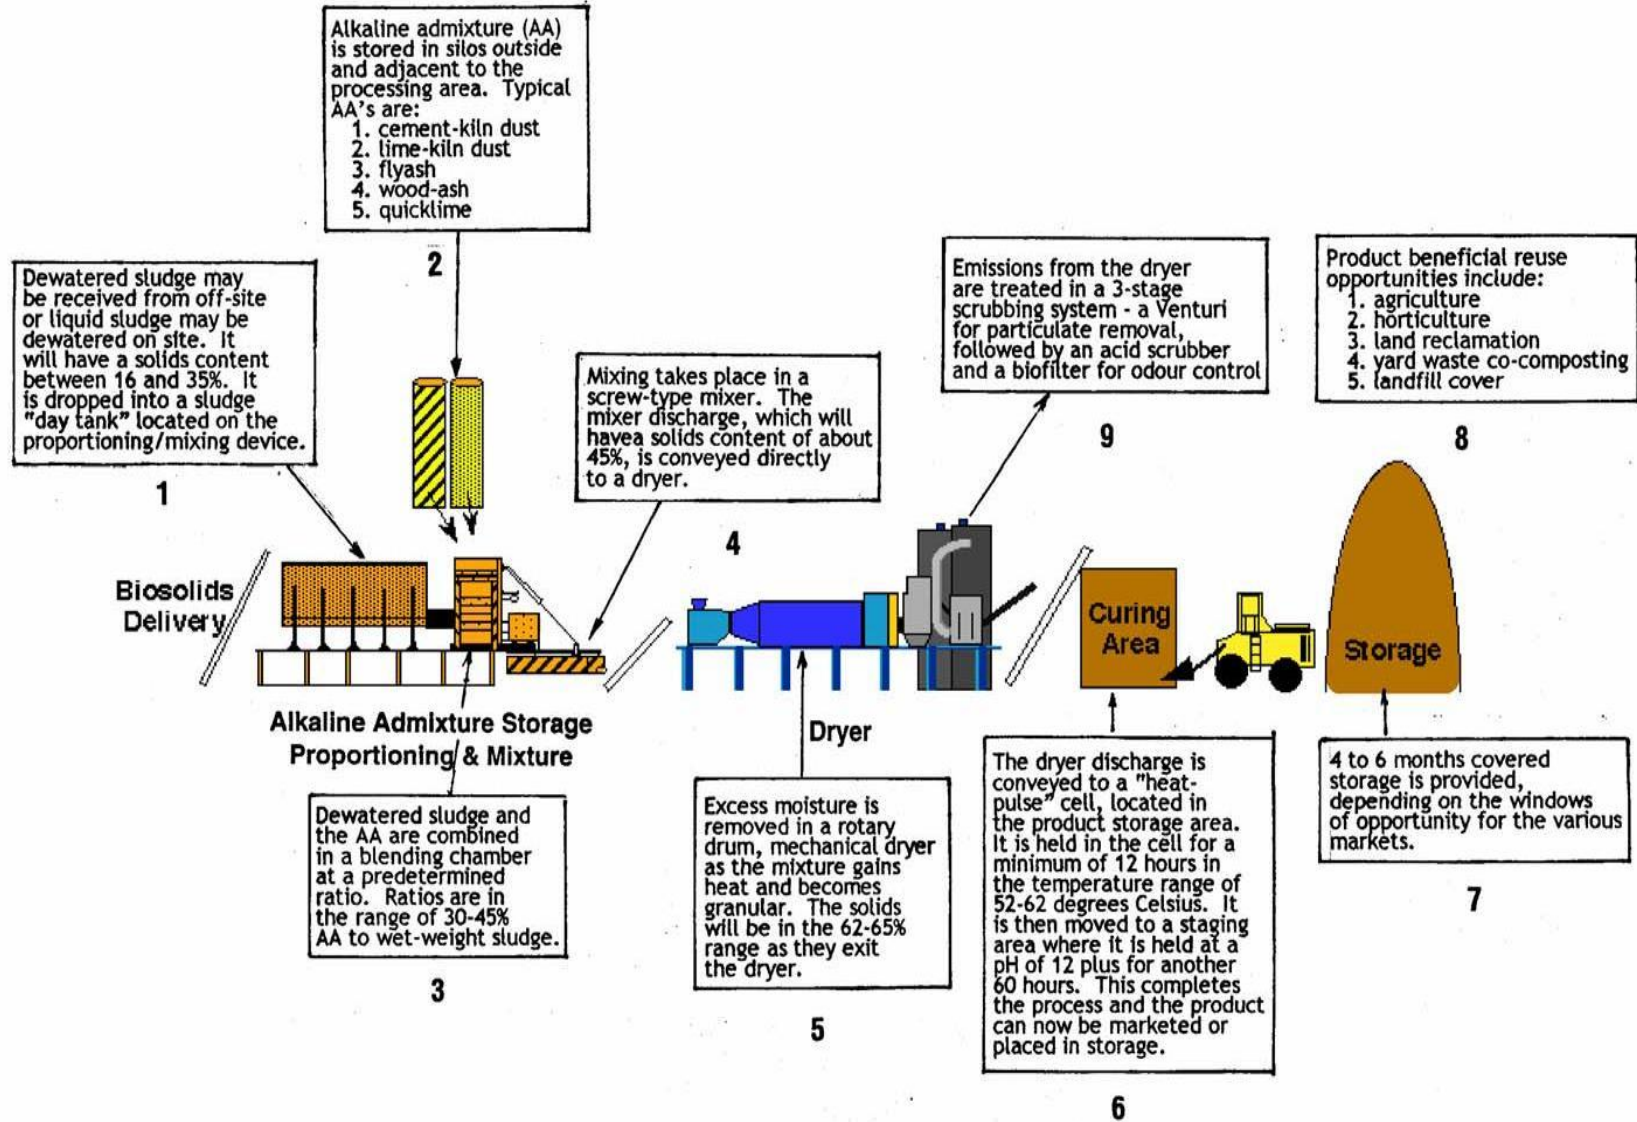 Alkaline admixture (AA)
is stored in silos outside
and adjacent to the
processing area. Typical
AA's are:
1. cement-kiln dust
2. lime-kiln dust
3. flyash
4. wood-ash
5. quicklime
2
Dewatered sludge may
be received from off-site
or liquid sludge may be
dewatered on site. It
will have a solids content
between 16 and 35%. It
is dropped into a sludge
"day tank" located on the
proportioning/mixing device.
1
Mixing takes place in a
screw-type mixer. The
mixer discharge, which will
havea solids content of about
45%, is conveyed directly
to a dryer.
4
Emissions from the dryer
are treated in a 3-stage
scrubbing system - a Venturi
for particulate removal,
followed by an acid scrubber
and a biofilter for odour control
9
Product beneficial reuse
opportunities include:
1. agriculture
2. horticulture
3. land reclamation
4. yard waste co-composting
5. landfill cover
8
Biosolids
Delivery
Alkaline Admixture Storage
Proportioning & Mixture
Dryer
Curing
Area
Storage
Dewatered sludge and
the AA are combined
in a blending chamber
at a predetermined
ratio. Ratios are in
the range of 30-45%
AA to wet-weight sludge.
3
Excess moisture is
removed in a rotary
drum, mechanical dryer
as the mixture gains
heat and becomes
granular. The solids
will be in the 62-65%
range as they exit
the dryer.
5
The dryer discharge is
conveyed to a "heat-
pulse" cell, located in
the product storage area.
It is held in the cell for a
minimum of 12 hours in
the temperature range of
52-62 degrees Celsius. It
is then moved to a staging
area where it is held at a
pH of 12 plus for another
60 hours. This completes
the process and the product
can now be marketed or
placed in storage.
6
4 to 6 months covered
storage is provided,
depending on the windows
of opportunity for the various
markets.
7